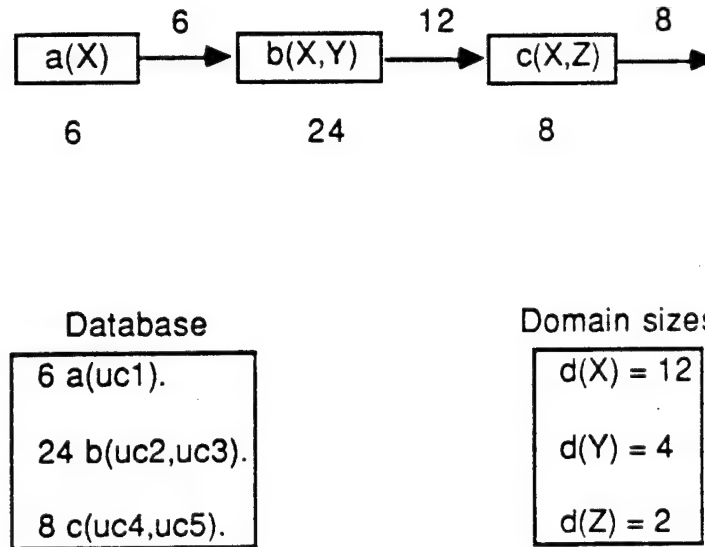 6 12 8
a(X) b(X,Y) c(X,Z)
6 24 8
Database Domain sizes
6 a(uc1). d(X) = 12
24 b(uc2,uc3). d(Y) = 4
8 c(uc4,uc5). d(Z) = 2